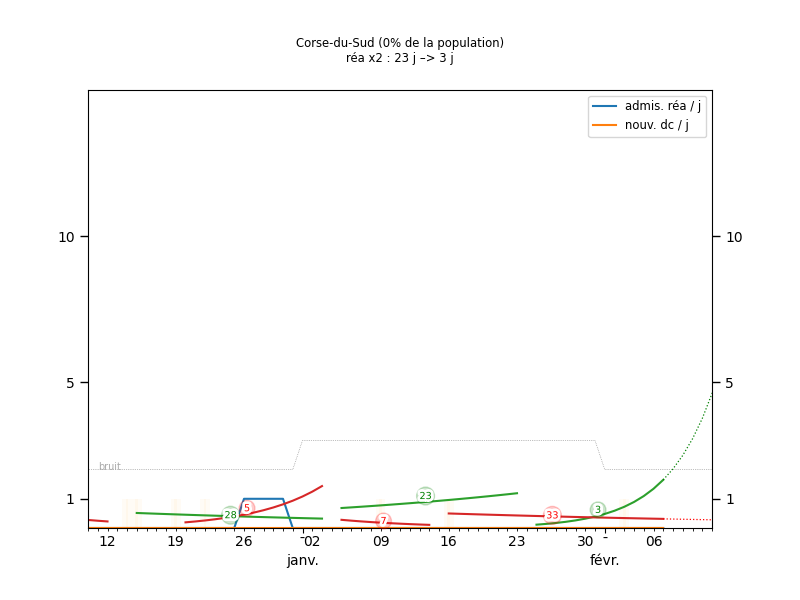 Corse-du-Sud (0% de la population)
réa x2 : 23 j –> 3 j
admis. réa / j
nouv. dc / j
10 10
5 5
bruit
1 1
28 5 7 23 33 3
12 19 26 02 09 16 23 30 06
janv. févr.